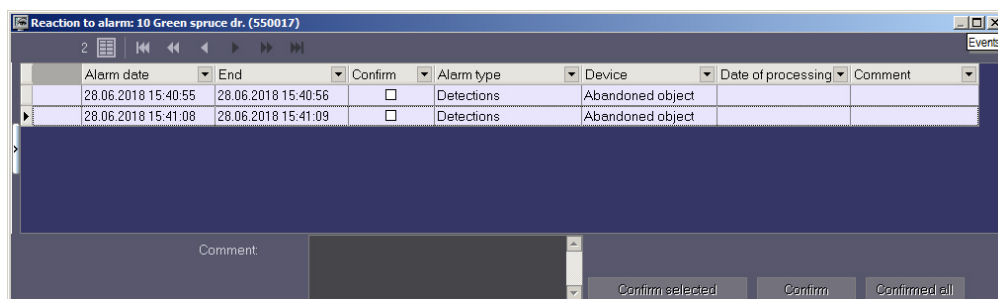 Reaction to alarm: 10 Green spruce dr. (550017)
2
Events
Alarm date End Confirm Alarm type Device Date of processing Comment
28.06.2018 15:40:55 28.06.2018 15:40:56 Detections Abandoned object
28.06.2018 15:41:08 28.06.2018 15:41:09 Detections Abandoned object
Comment:
Confirm selected Confirm Confirmed all